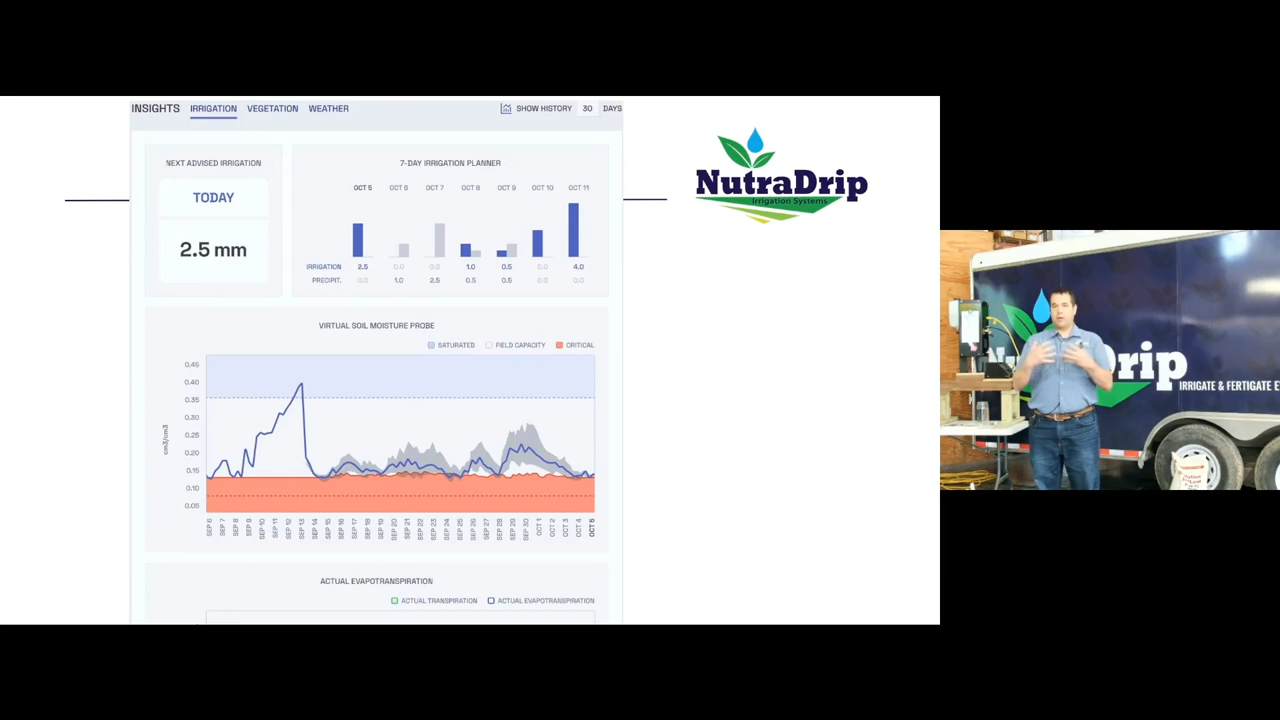 INSIGHTS IRRIGATION VEGETATION WEATHER SHOW HISTORY 30 DAYS
NEXT ADVISED IRRIGATION
TODAY
2.5 mm
7-DAY IRRIGATION PLANNER
OCT 5 OCT 6 OCT 7 OCT 8 OCT 9 OCT 10 OCT 11
IRRIGATION 2.5 0.0 0.0 1.0 0.5 0.0 4.0
PRECIPIT. 0.0 1.0 2.5 0.5 0.5 0.0 0.0
VIRTUAL SOIL MOISTURE PROBE
SATURATED FIELD CAPACITY CRITICAL
cm3/cm3
0.45
0.40
0.35
0.30
0.25
0.20
0.15
0.10
0.05
SEP 6 SEP 7 SEP 8 SEP 9 SEP 10 SEP 11 SEP 12 SEP 13 SEP 14 SEP 15 SEP 16 SEP 17 SEP 18 SEP 19 SEP 20 SEP 21 SEP 22 SEP 23 SEP 24 SEP 25 SEP 26 SEP 27 SEP 28 SEP 29 SEP 30 OCT 1 OCT 2 OCT 3 OCT 4 OCT 5
ACTUAL EVAPOTRANSPIRATION
ACTUAL TRANSPIRATION ACTUAL EVAPOTRANSPIRATION
NutraDrip
Irrigation Systems
rip
IRRIGATE & FERTIGATE E